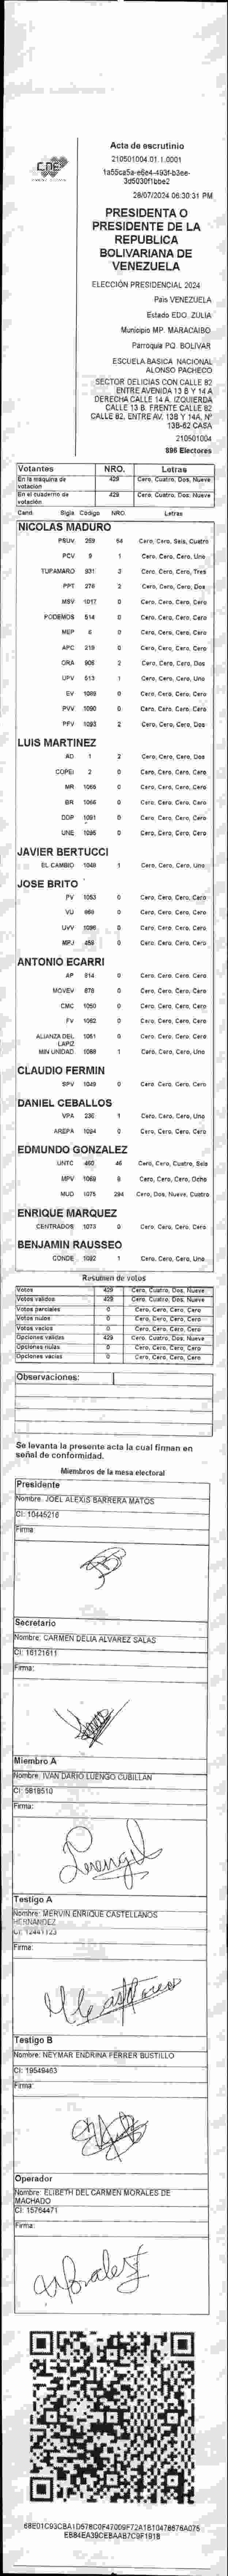 CNE
Acta de escrutinio
210501004.01.1.0001
1a55ca5a-e6e4-493f-b3ee-
3d5030f1bbe2
28/07/2024 06:30:31 PM
PRESIDENTA O
PRESIDENTE DE LA
REPUBLICA
BOLIVARIANA DE
VENEZUELA
ELECCIÓN PRESIDENCIAL 2024
País VENEZUELA
Estado EDO. ZULIA
Municipio MP. MARACAIBO
Parroquia PQ. BOLIVAR
ESCUELA BASICA NACIONAL
ALONSO PACHECO
SECTOR DELICIAS CON CALLE 82
ENTRE AVENIDA 13 B Y 14 A
DERECHA CALLE 14 A. IZQUIERDA
CALLE 13 B. FRENTE CALLE 82
CALLE 82, ENTRE AV. 13B Y 14A, Nº
13B-62 CASA
210501004
896 Electores
Votantes NRO. Letras
En la máquina de votación 429 Cero, Cuatro, Dos, Nueve
En el cuaderno de votación 429 Cero, Cuatro, Dos, Nueve
Cand. Sigla Código NRO. Letras
NICOLAS MADURO
PSUV 259 64 Cero, Cero, Seis, Cuatro
PCV 9 1 Cero, Cero, Cero, Uno
TUPAMARO 931 3 Cero, Cero, Cero, Tres
PPT 276 2 Cero, Cero, Cero, Dos
MSV 1017 0 Cero, Cero, Cero, Cero
PODEMOS 514 0 Cero, Cero, Cero, Cero
MEP 6 0 Cero, Cero, Cero, Cero
APC 219 0 Cero, Cero, Cero, Cero
ORA 906 2 Cero, Cero, Cero, Dos
UPV 613 1 Cero, Cero, Cero, Uno
EV 1089 0 Cero, Cero, Cero, Cero
PVV 1090 0 Cero, Cero, Cero, Cero
PFV 1093 2 Cero, Cero, Cero, Dos
LUIS MARTINEZ
AD 1 2 Cero, Cero, Cero, Dos
COPEI 2 0 Cero, Cero, Cero, Cero
MR 1065 0 Cero, Cero, Cero, Cero
BR 1066 0 Cero, Cero, Cero, Cero
DDP 1091 0 Cero, Cero, Cero, Cero
UNE 1095 0 Cero, Cero, Cero, Cero
JAVIER BERTUCCI
EL CAMBIO 1048 1 Cero, Cero, Cero, Uno
JOSE BRITO
PV 1053 0 Cero, Cero, Cero, Cero
VU 860 0 Cero, Cero, Cero, Cero
UVV 1096 0 Cero, Cero, Cero, Cero
MPJ 459 0 Cero, Cero, Cero, Cero
ANTONIO ECARRI
AP 814 0 Cero, Cero, Cero, Cero
MOVEV 878 0 Cero, Cero, Cero, Cero
CMC 1050 0 Cero, Cero, Cero, Cero
FV 1082 0 Cero, Cero, Cero, Cero
ALIANZA DEL LAPIZ 1051 0 Cero, Cero, Cero, Cero
MIN UNIDAD 1088 1 Cero, Cero, Cero, Uno
CLAUDIO FERMIN
SPV 1049 0 Cero, Cero, Cero, Cero
DANIEL CEBALLOS
VPA 236 1 Cero, Cero, Cero, Uno
AREPA 1094 0 Cero, Cero, Cero, Cero
EDMUNDO GONZALEZ
UNTC 460 46 Cero, Cero, Cuatro, Seis
MPV 1069 8 Cero, Cero, Cero, Ocho
MUD 1075 294 Cero, Dos, Nueve, Cuatro
ENRIQUE MARQUEZ
CENTRADOS 1073 0 Cero, Cero, Cero, Cero
BENJAMIN RAUSSEO
CONDE 1092 1 Cero, Cero, Cero, Uno
Resumen de votos
Votos 429 Cero, Cuatro, Dos, Nueve
Votos válidos 429 Cero, Cuatro, Dos, Nueve
Votos parciales 0 Cero, Cero, Cero, Cero
Votos nulos 0 Cero, Cero, Cero, Cero
Votos vacíos 0 Cero, Cero, Cero, Cero
Opciones válidas 429 Cero, Cuatro, Dos, Nueve
Opciones nulas 0 Cero, Cero, Cero, Cero
Opciones vacías 0 Cero, Cero, Cero, Cero
Observaciones:
Se levanta la presente acta la cual firman en
señal de conformidad.
Miembros de la mesa electoral
Presidente
Nombre: JOEL ALEXIS BARRERA MATOS
CI: 10445216
Firma:
Secretario
Nombre: CARMEN DELIA ALVAREZ SALAS
CI: 16121611
Firma:
Miembro A
Nombre: IVAN DARIO LUENGO CUBILLAN
CI: 5818510
Firma:
Testigo A
Nombre: MERVIN ENRIQUE CASTELLANOS
HERNANDEZ
CI: 12441123
Firma:
Testigo B
Nombre: NEYMAR ENDRINA FERRER BUSTILLO
CI: 19549463
Firma:
Operador
Nombre: ELIBETH DEL CARMEN MORALES DE
MACHADO
CI: 15764471
Firma:
68E01C93CBA1D578C0F47009F72A1B10478576A075
EB84EA39CEBAAB7C9F191B